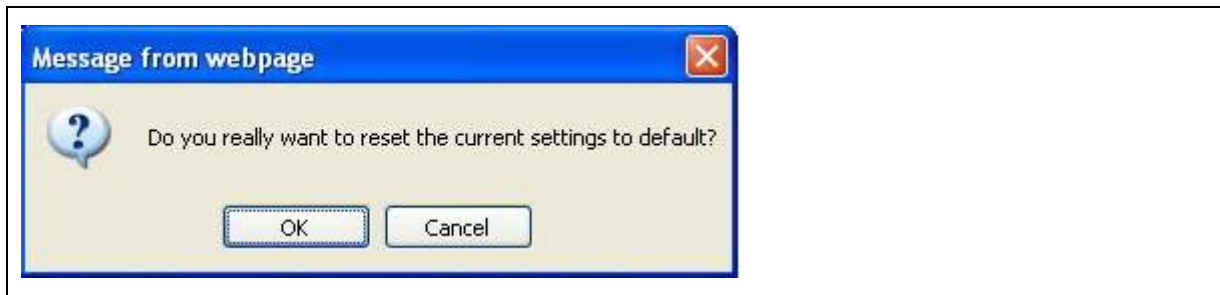 Message from webpage
Do you really want to reset the current settings to default?
OK Cancel